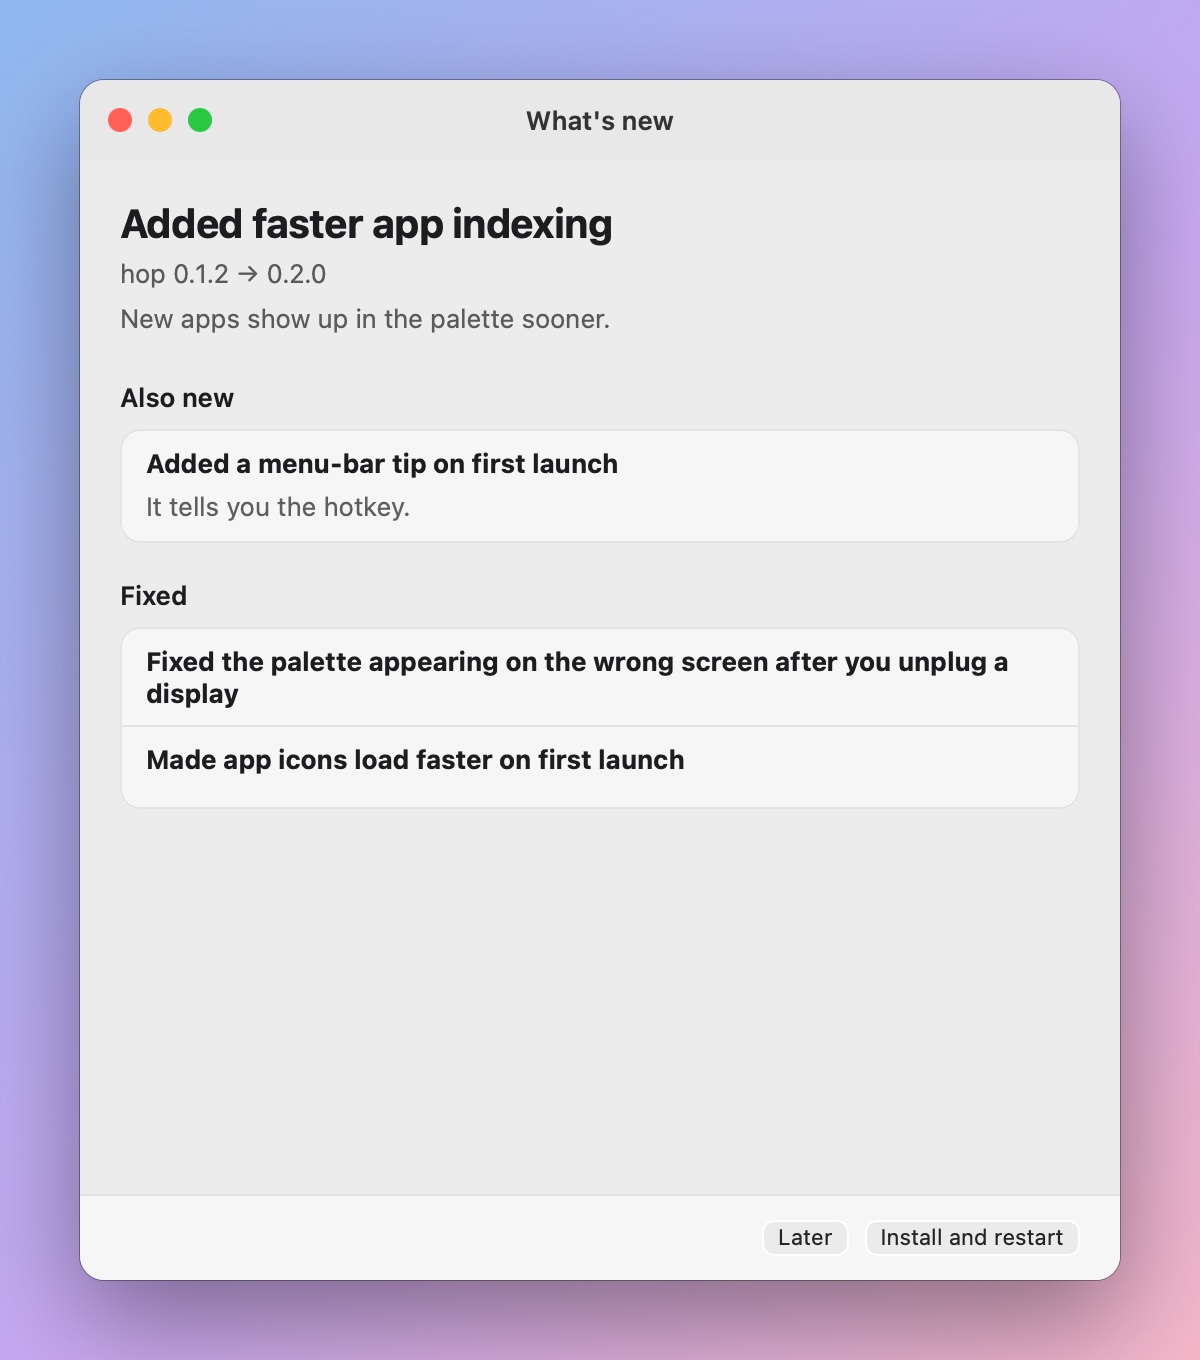 What's new
Added faster app indexing
hop 0.1.2 → 0.2.0
New apps show up in the palette sooner.
Also new
Added a menu-bar tip on first launch
It tells you the hotkey.
Fixed
Fixed the palette appearing on the wrong screen after you unplug a
display
Made app icons load faster on first launch
Later
Install and restart